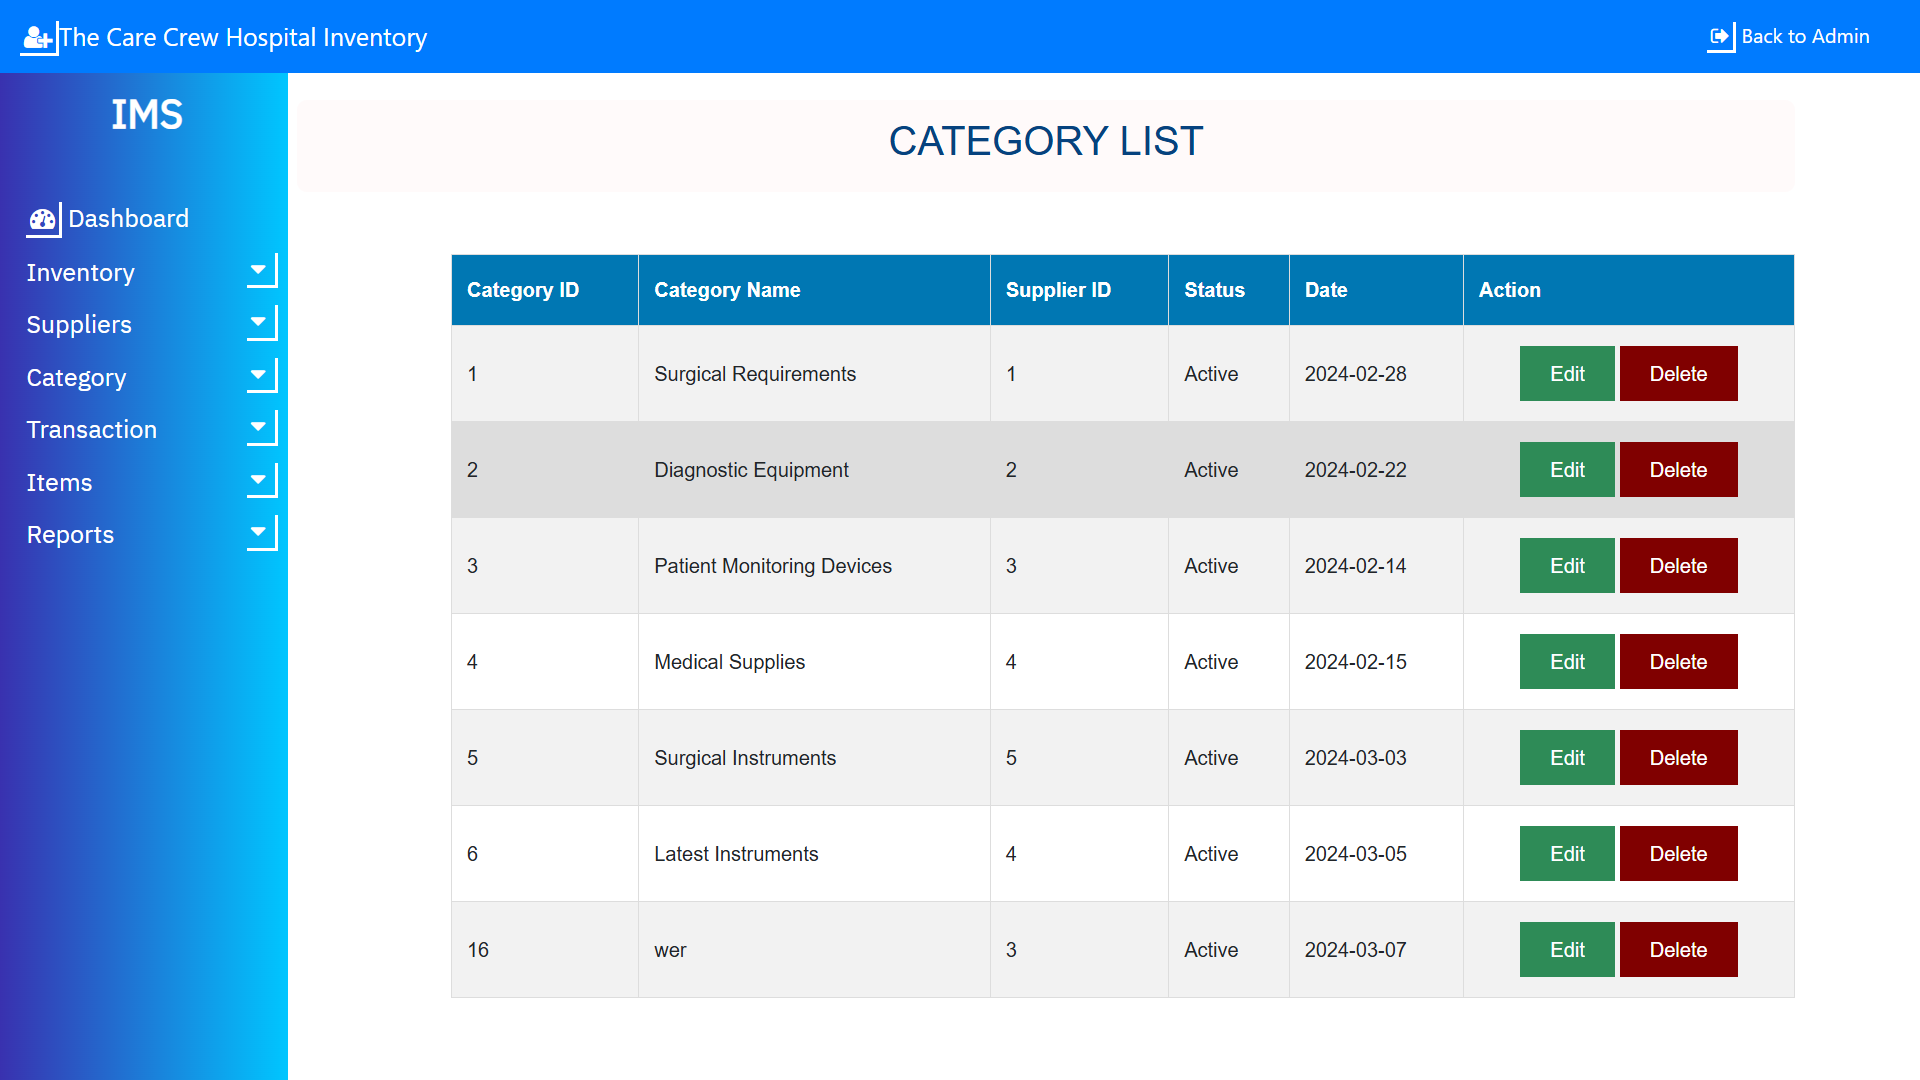 The Care Crew Hospital Inventory
Back to Admin
IMS
Dashboard
Inventory
Suppliers
Category
Transaction
Items
Reports
CATEGORY LIST
Category ID Category Name Supplier ID Status Date Action
1 Surgical Requirements 1 Active 2024-02-28 Edit Delete
2 Diagnostic Equipment 2 Active 2024-02-22 Edit Delete
3 Patient Monitoring Devices 3 Active 2024-02-14 Edit Delete
4 Medical Supplies 4 Active 2024-02-15 Edit Delete
5 Surgical Instruments 5 Active 2024-03-03 Edit Delete
6 Latest Instruments 4 Active 2024-03-05 Edit Delete
16 wer 3 Active 2024-03-07 Edit Delete